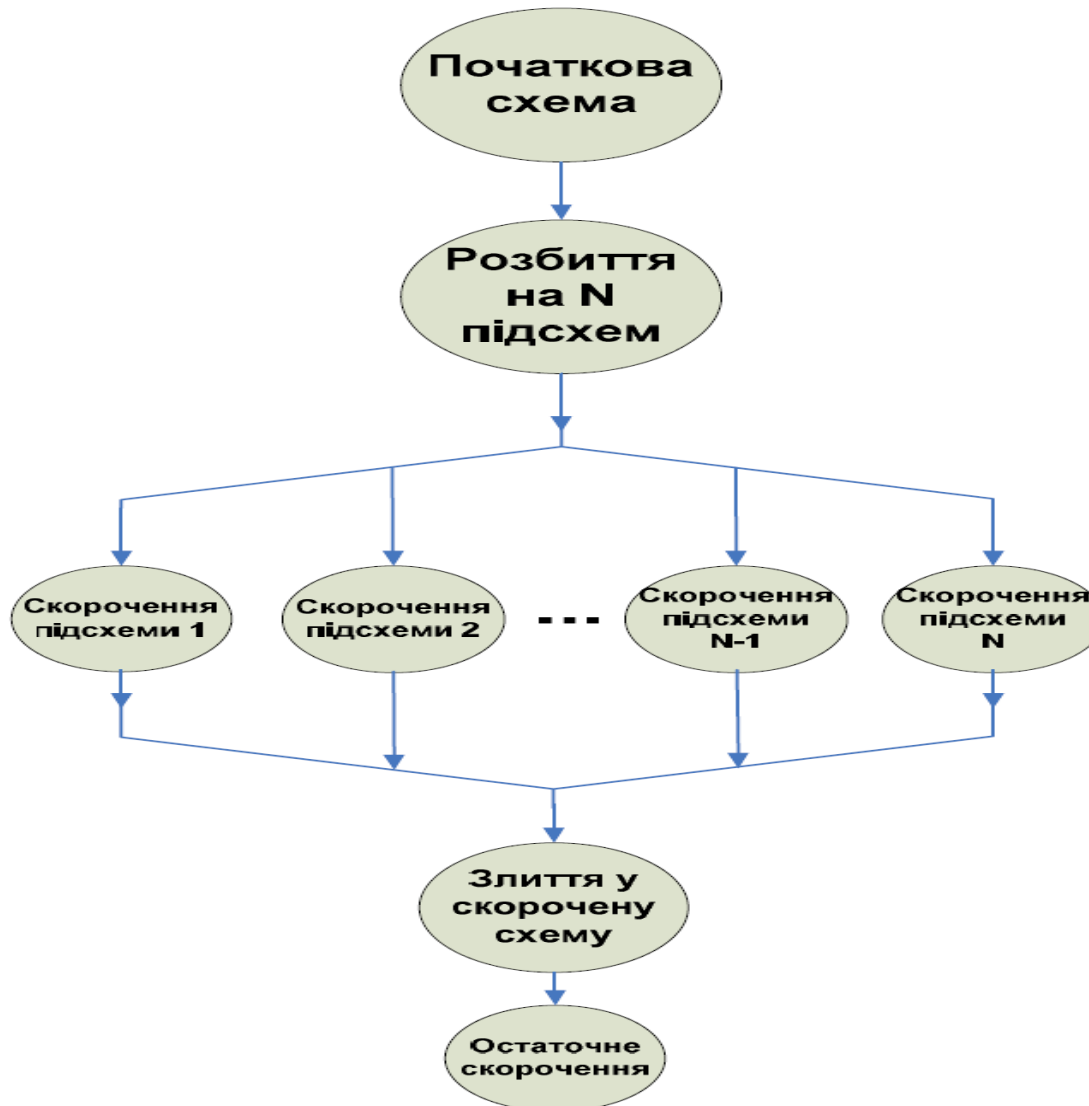 Початкова
схема
Розбиття
на N
підсхем
Скорочення
підсхеми 1
Скорочення
підсхеми 2
...
Скорочення
підсхеми
N-1
Скорочення
підсхеми
N
Злиття у
скорочену
схему
Остаточне
скорочення